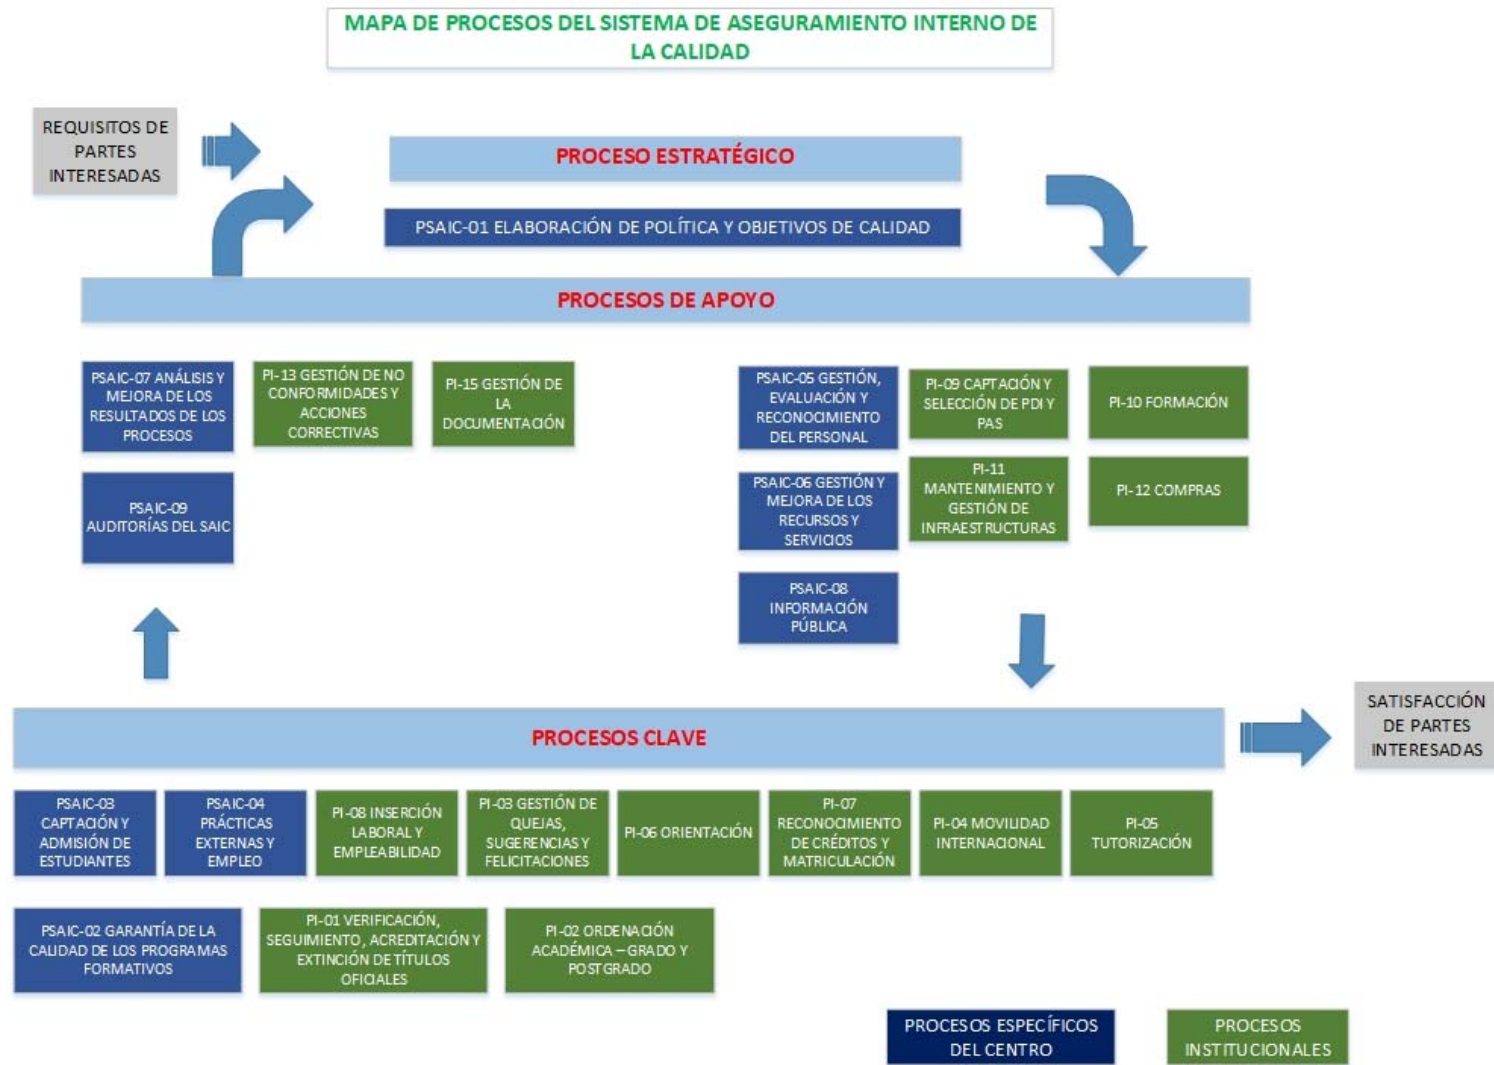 MAPA DE PROCESOS DEL SISTEMA DE ASEGURAMIENTO INTERNO DE
LA CALIDAD
REQUISITOS DE
PARTES
INTERESADAS
PROCESO ESTRATÉGICO
PSAIC-01 ELABORACIÓN DE POLÍTICA Y OBJETIVOS DE CALIDAD
PROCESOS DE APOYO
PSAIC-07 ANÁLISIS Y
MEJORA DE LOS
RESULTADOS DE LOS
PROCESOS
PI-13 GESTIÓN DE NO
CONFORMIDADES Y
ACCIONES
CORRECTIVAS
PI-15 GESTIÓN DE
LA
DOCUMENTACIÓN
PSAIC-05 GESTIÓN,
EVALUACIÓN Y
RECONOCIMIENTO
DEL PERSONAL
PI-09 CAPTACIÓN Y
SELECCIÓN DE PDI Y
PAS
PI-10 FORMACIÓN
PSAIC-09
AUDITORÍAS DEL SAIC
PSAIC-06 GESTIÓN Y
MEJORA DE LOS
RECURSOS Y
SERVICIOS
PI-11
MANTENIMIENTO Y
GESTIÓN DE
INFRAESTRUCTURAS
PI-12 COMPRAS
PSAIC-08
INFORMACIÓN
PÚBLICA
PROCESOS CLAVE
SATISFACCIÓN
DE PARTES
INTERESADAS
PSAIC-03
CAPTACIÓN Y
ADMISIÓN DE
ESTUDIANTES
PSAIC-04
PRÁCTICAS
EXTERNAS Y
EMPLEO
PI-08 INSERCIÓN
LABORAL Y
EMPLEABILIDAD
PI-03 GESTIÓN DE
QUEJAS,
SUGERENCIAS Y
FELICITACIONES
PI-06 ORIENTACIÓN
PI-07
RECONOCIMIENTO
DE CRÉDITOS Y
MATRICULACIÓN
PI-04 MOVILIDAD
INTERNACIONAL
PI-05
TUTORIZACIÓN
PSAIC-02 GARANTÍA DE LA
CALIDAD DE LOS PROGRAMAS
FORMATIVOS
PI-01 VERIFICACIÓN,
SEGUIMIENTO, ACREDITACIÓN Y
EXTINCIÓN DE TÍTULOS
OFICIALES
PI-02 ORDENACIÓN
ACADÉMICA – GRADO Y
POSTGRADO
PROCESOS ESPECÍFICOS
DEL CENTRO
PROCESOS
INSTITUCIONALES